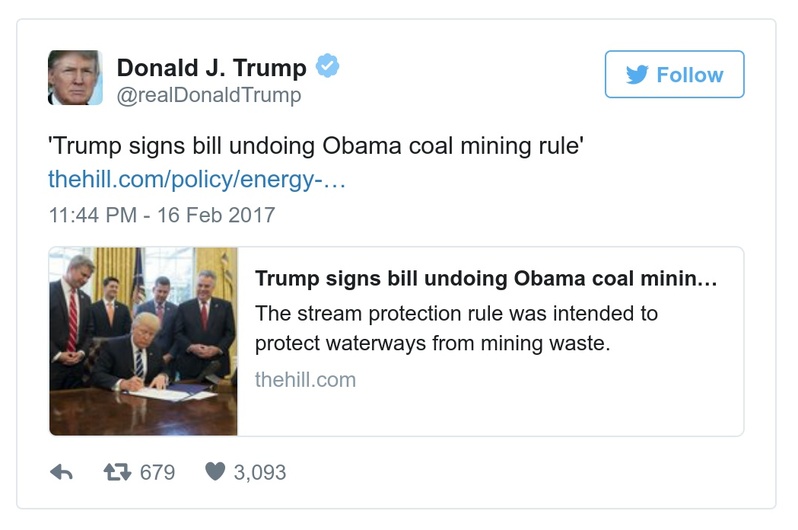 Donald J. Trump
@realDonaldTrump
Follow
'Trump signs bill undoing Obama coal mining rule'
thehill.com/policy/energy-…
11:44 PM - 16 Feb 2017
Trump signs bill undoing Obama coal minin…
The stream protection rule was intended to
protect waterways from mining waste.
thehill.com
679 3,093